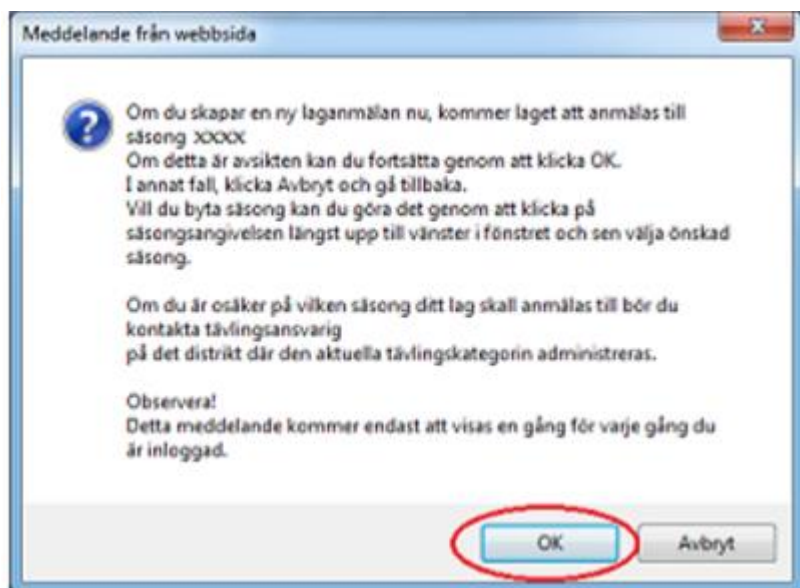 Meddelande från webbsida
Om du skapar en ny laganmälan nu, kommer laget att anmälas till
säsong XXXX
Om detta är avsikten kan du fortsätta genom att klicka OK.
I annat fall, klicka Avbryt och gå tillbaka.
Vill du byta säsong kan du göra det genom att klicka på
säsongsangivelsen längst upp till vänster i fönstret och sen välja önskad
säsong.
Om du är osäker på vilken säsong ditt lag skall anmälas till bör du
kontakta tävlingsansvarig
på det distrikt där den aktuella tävlingskategorin administreras.
Observera!
Detta meddelande kommer endast att visas en gång för varje gång du
är inloggad.
OK Avbryt